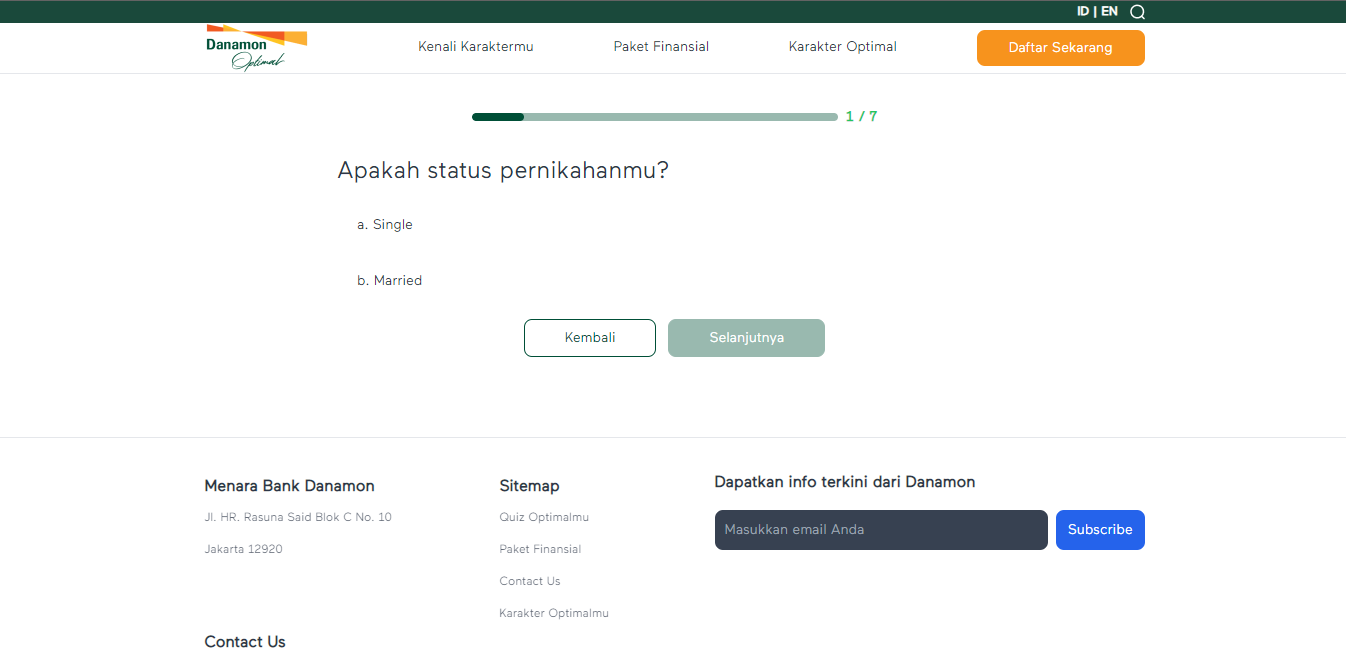 ID | EN
Danamon
Optimal
Kenali Karaktermu
Paket Finansial
Karakter Optimal
Daftar Sekarang
1 / 7
Apakah status pernikahanmu?
a. Single
b. Married
Kembali
Selanjutnya
Menara Bank Danamon
Jl. HR. Rasuna Said Blok C No. 10
Jakarta 12920
Contact Us
Sitemap
Quiz Optimalmu
Paket Finansial
Contact Us
Karakter Optimalmu
Dapatkan info terkini dari Danamon
Masukkan email Anda
Subscribe